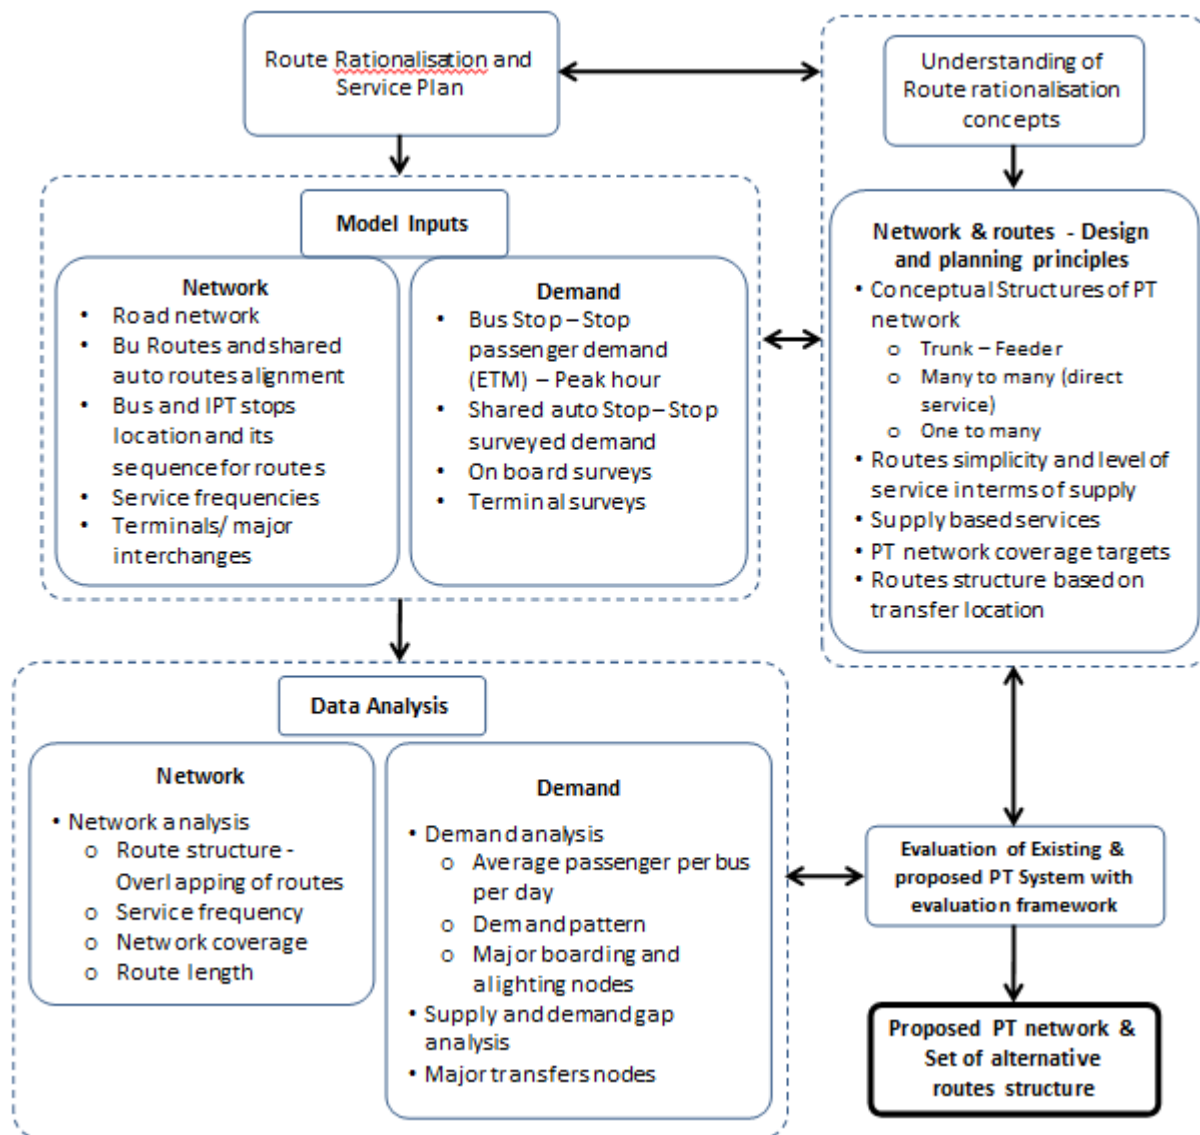 Route Rationalisation and
Service Plan
Understanding of
Route rationalisation
concepts
Model Inputs
Network
• Road network
• Bu Routes and shared
auto routes alignment
• Bus and IPT stops
location and its
sequence for routes
• Service frequencies
• Terminals/ major
interchanges
Demand
• Bus Stop – Stop
passenger demand
(ETM) – Peak hour
• Shared auto Stop – Stop
surveyed demand
• On board surveys
• Terminal surveys
Network & routes - Design
and planning principles
• Conceptual Structures of PT
network
o Trunk – Feeder
o Many to many (direct
service)
o One to many
• Routes simplicity and level of
service in terms of supply
• Supply based services
• PT network coverage targets
• Routes structure based on
transfer location
Data Analysis
Network
• Network analysis
o Route structure -
Overlapping of routes
o Service frequency
o Network coverage
o Route length
Demand
• Demand analysis
o Average passenger per bus
per day
o Demand pattern
o Major boarding and
alighting nodes
• Supply and demand gap
analysis
• Major transfers nodes
Evaluation of Existing &
proposed PT System with
evaluation framework
Proposed PT network &
Set of alternative
routes structure